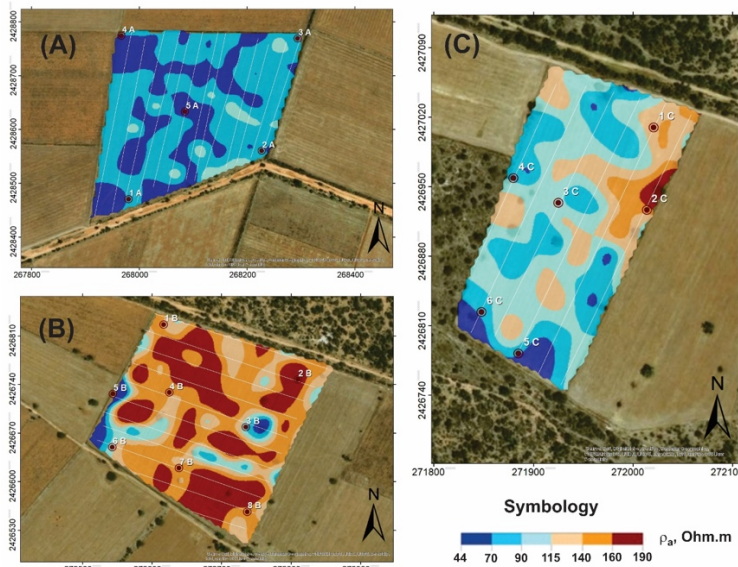 (A)
2428800
2428700
2428600
2428500
2428400
4 A
3 A
5 A
2 A
1 A
N
267800
268000
268200
268400
(B)
2426810
2426740
2426670
2426600
2426530
1 B
2 B
5 B
4 B
3 B
6 B
7 B
8 B
N
(C)
2427090
2427020
2426950
2426880
2426810
2426740
1 C
4 C
3 C
2 C
6 C
5 C
N
271800
271900
272000
Symbology
ρa, Ohm.m
44 70 90 115 140 160 190